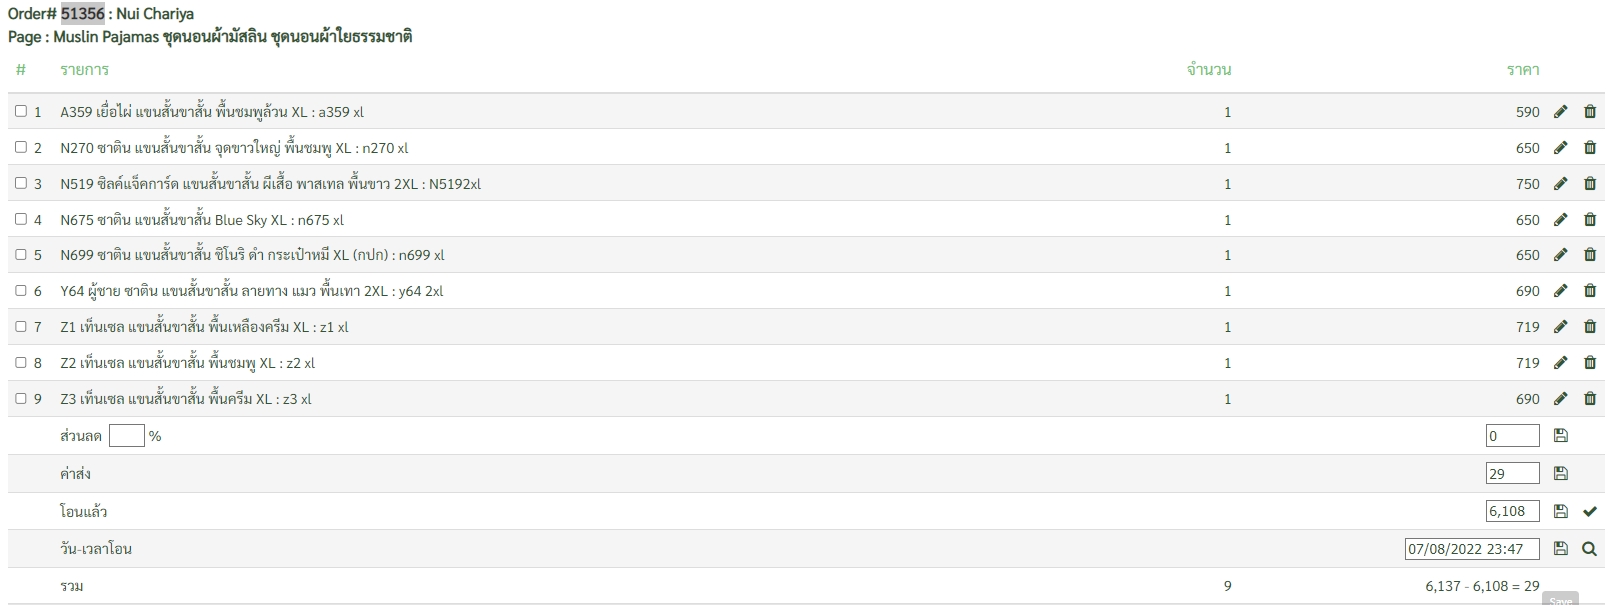 Order# 51356 : Nui Chariya
Page : Muslin Pajamas ชุดนอนผ้ามัสลิน ชุดนอนผ้าใยธรรมชาติ
# รายการ จำนวน ราคา
1 A359 เยื่อไผ่ แขนสั้นขาสั้น พื้นชมพูล้วน XL : a359 xl 1 590
2 N270 ซาติน แขนสั้นขาสั้น จุดขาวใหญ่ พื้นชมพู XL : n270 xl 1 650
3 N519 ซิลค์แจ็คการ์ด แขนสั้นขาสั้น ผีเสื้อ พาสเทล พื้นขาว 2XL : N5192xl 1 750
4 N675 ซาติน แขนสั้นขาสั้น Blue Sky XL : n675 xl 1 650
5 N699 ซาติน แขนสั้นขาสั้น ชิโนริ ดำ กระเป๋าหมี XL (กปก) : n699 xl 1 650
6 Y64 ผู้ชาย ซาติน แขนสั้นขาสั้น ลายทาง แมว พื้นเทา 2XL : y64 2xl 1 690
7 Z1 เท็นเซล แขนสั้นขาสั้น พื้นเหลืองครีม XL : z1 xl 1 719
8 Z2 เท็นเซล แขนสั้นขาสั้น พื้นชมพู XL : z2 xl 1 719
9 Z3 เท็นเซล แขนสั้นขาสั้น พื้นครีม XL : z3 xl 1 690
ส่วนลด % 0
ค่าส่ง 29
โอนแล้ว 6,108
วัน-เวลาโอน 07/08/2022 23:47
รวม 9 6,137 - 6,108 = 29
Save